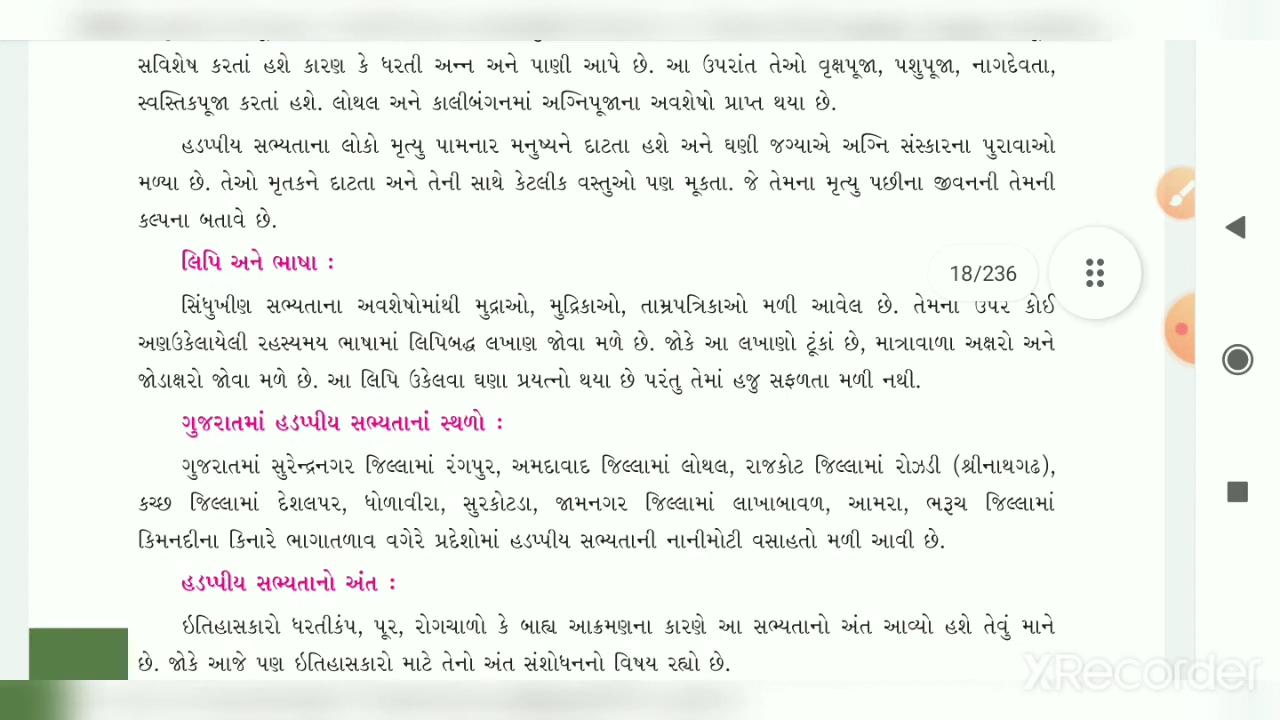 સવિશેષ કરતાં હશે કારણ કે ધરતી અન્ન અને પાણી આપે છે. આ ઉપરાંત તેઓ વૃક્ષપૂજા, પશુપૂજા, નાગદેવતા,
સ્વસ્તિકપૂજા કરતાં હશે. લોથલ અને કાલીબંગનમાં અગ્નિપૂજાના અવશેષો પ્રાપ્ત થયા છે.
હડપ્પીય સભ્યતાના લોકો મૃત્યુ પામનાર મનુષ્યને દાટતા હશે અને ઘણી જગ્યાએ અગ્નિ સંસ્કારના પુરાવાઓ
મળ્યા છે. તેઓ મૃતકને દાટતા અને તેની સાથે કેટલીક વસ્તુઓ પણ મૂકતા. જે તેમના મૃત્યુ પછીના જીવનની તેમની
કલ્પના બતાવે છે.
લિપિ અને ભાષા :
18/236
સિંધુખીણ સભ્યતાના અવશેષોમાંથી મુદ્રાઓ, મુદ્રિકાઓ, તામ્રપત્રિકાઓ મળી આવેલ છે. તેમના ઉપર કોઈ
અણઉકેલાયેલી રહસ્યમય ભાષામાં લિપિબદ્ધ લખાણ જોવા મળે છે. જોકે આ લખાણો ટૂંકાં છે, માત્રાવાળા અક્ષરો અને
જોડાક્ષરો જોવા મળે છે. આ લિપિ ઉકેલવા ઘણા પ્રયત્નો થયા છે પરંતુ તેમાં હજુ સફળતા મળી નથી.
ગુજરાતમાં હડપ્પીય સભ્યતાનાં સ્થળો :
ગુજરાતમાં સુરેન્દ્રનગર જિલ્લામાં રંગપુર, અમદાવાદ જિલ્લામાં લોથલ, રાજકોટ જિલ્લામાં રોઝડી (શ્રીનાથગઢ),
કચ્છ જિલ્લામાં દેશલપર, ધોળાવીરા, સુરકોટડા, જામનગર જિલ્લામાં લાખાબાવળ, આમરા, ભરૂચ જિલ્લામાં
કિમનદીના કિનારે ભાગાતળાવ વગેરે પ્રદેશોમાં હડપ્પીય સભ્યતાની નાનીમોટી વસાહતો મળી આવી છે.
હડપ્પીય સભ્યતાનો અંત :
ઇતિહાસકારો ધરતીકંપ, પૂર, રોગચાળો કે બાહ્ય આક્રમણના કારણે આ સભ્યતાનો અંત આવ્યો હશે તેવું માને
છે. જોકે આજે પણ ઇતિહાસકારો માટે તેનો અંત સંશોધનનો વિષય રહ્યો છે.
XRecorder